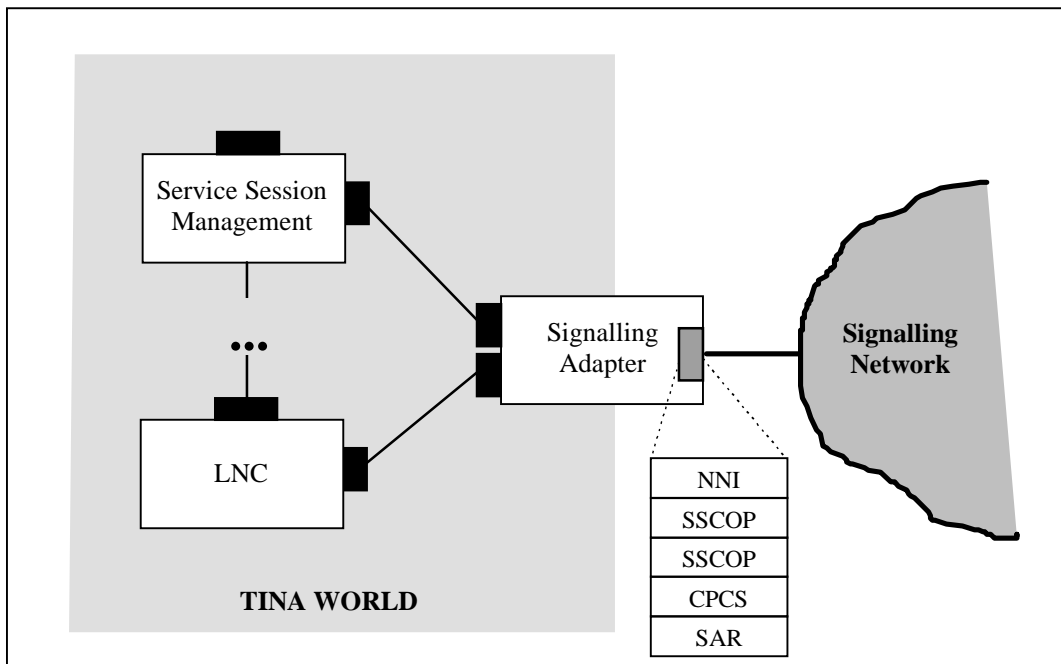 Service Session
Management
•••
LNC
TINA WORLD
Signalling
Adapter
Signalling
Network
NNI
SSCOP
SSCOP
CPCS
SAR